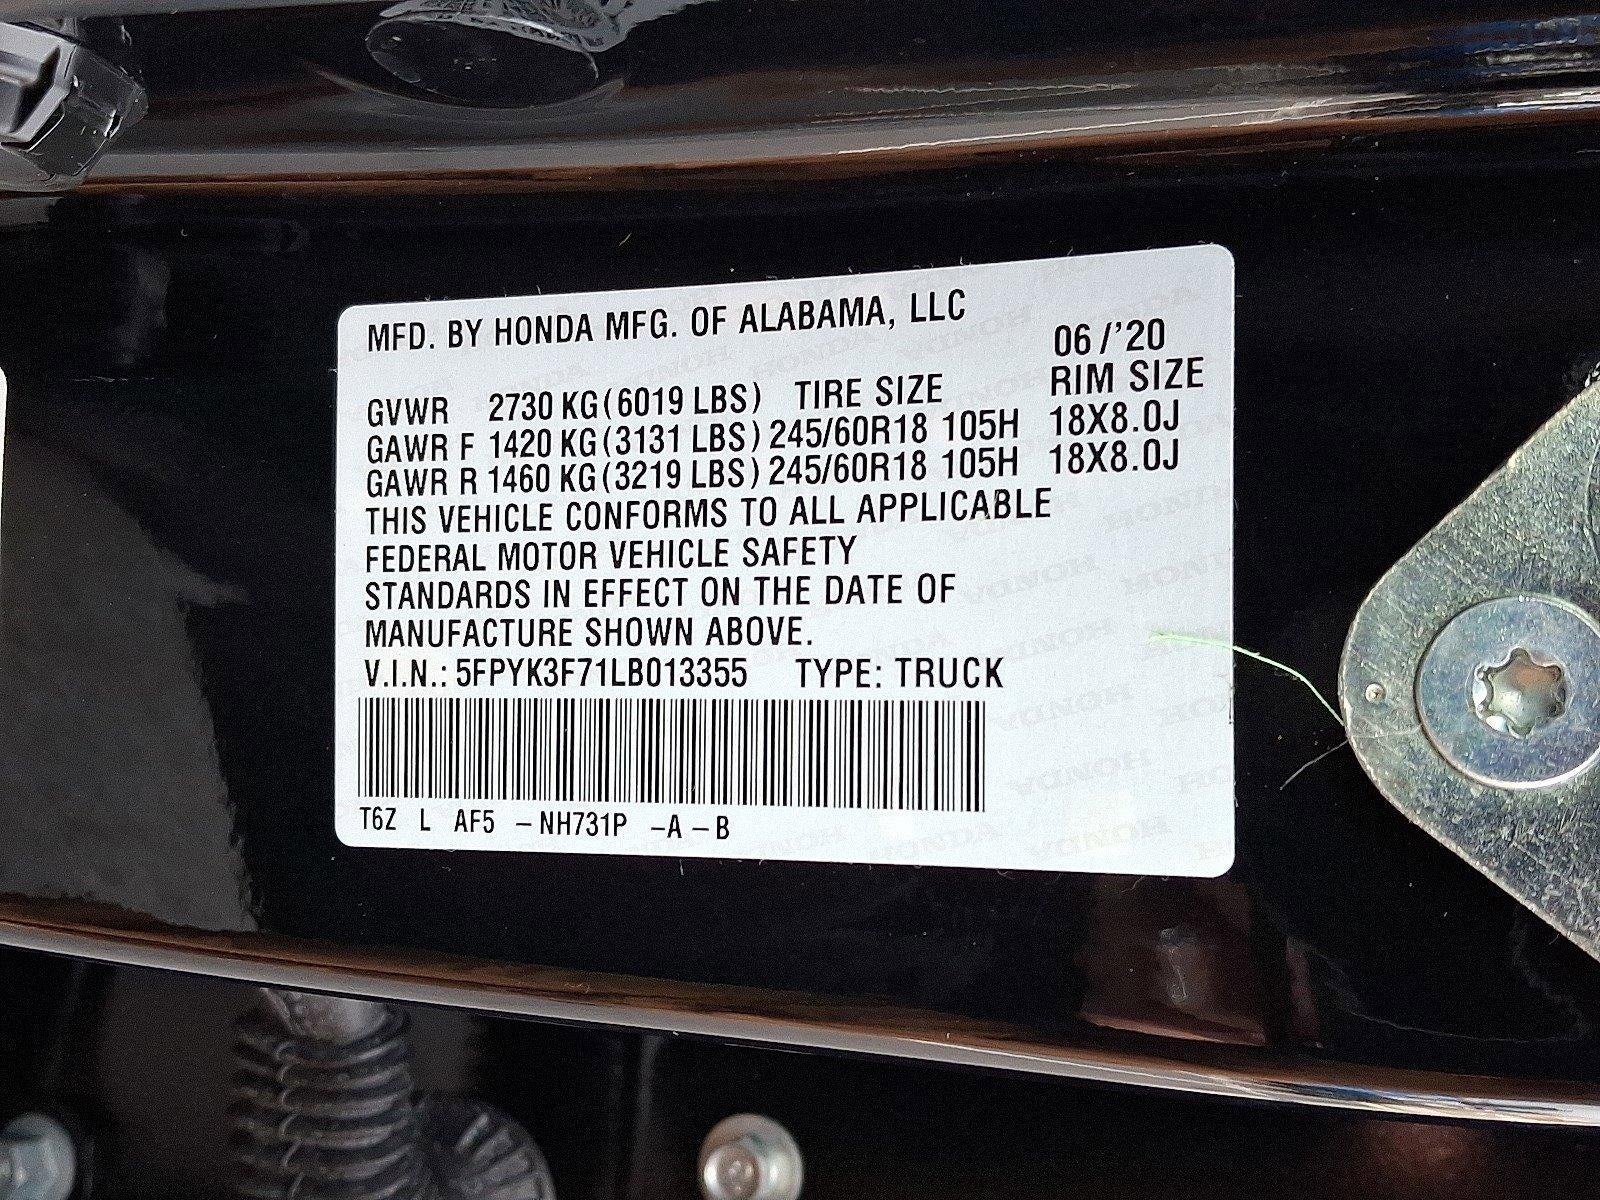 MFD. BY HONDA MFG. OF ALABAMA, LLC
06/'20
GVWR 2730 KG(6019 LBS) TIRE SIZE RIM SIZE
GAWR F 1420 KG(3131 LBS) 245/60R18 105H 18X8.0J
GAWR R 1460 KG(3219 LBS) 245/60R18 105H 18X8.0J
THIS VEHICLE CONFORMS TO ALL APPLICABLE
FEDERAL MOTOR VEHICLE SAFETY
STANDARDS IN EFFECT ON THE DATE OF
MANUFACTURE SHOWN ABOVE.
V.I.N.: 5FPYK3F71LB013355 TYPE: TRUCK
T6Z L AF5 -NH731P -A -B